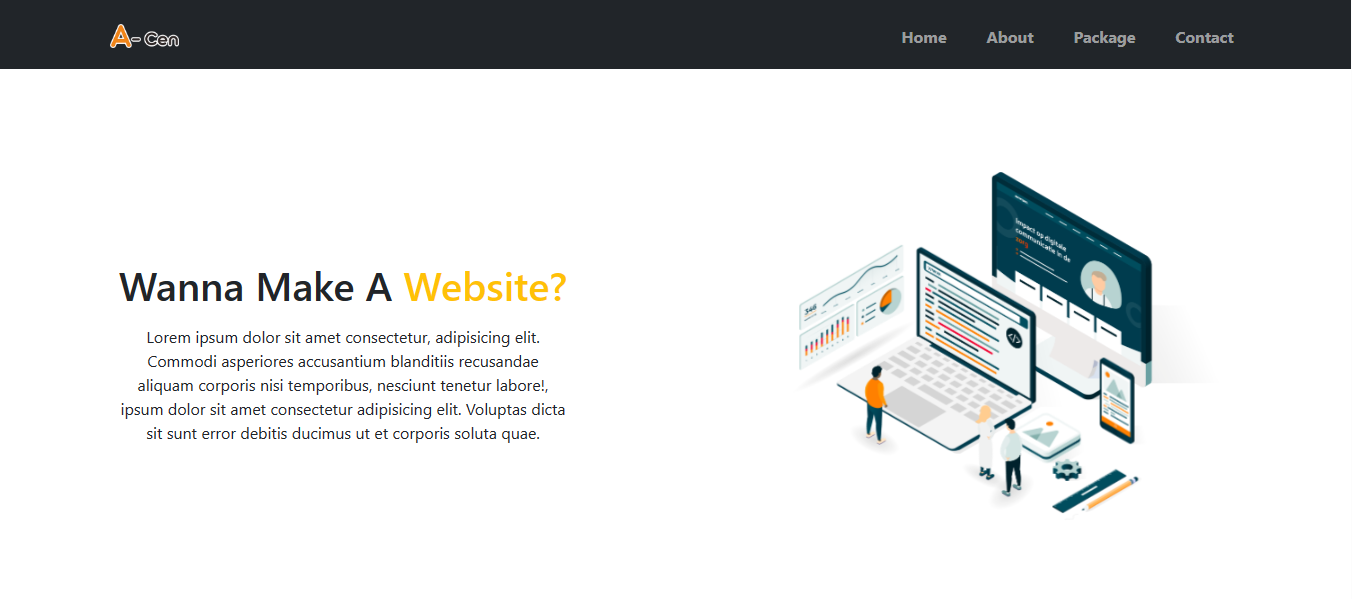 A- Cen
Home About Package Contact
Wanna Make A Website?
Lorem ipsum dolor sit amet consectetur, adipisicing elit.
Commodi asperiores accusantium blanditiis recusandae
aliquam corporis nisi temporibus, nesciunt tenetur labore!,
ipsum dolor sit amet consectetur adipisicing elit. Voluptas dicta
sit sunt error debitis ducimus ut et corporis soluta quae.
Impact op digitale
communicatie in de
zorg
346